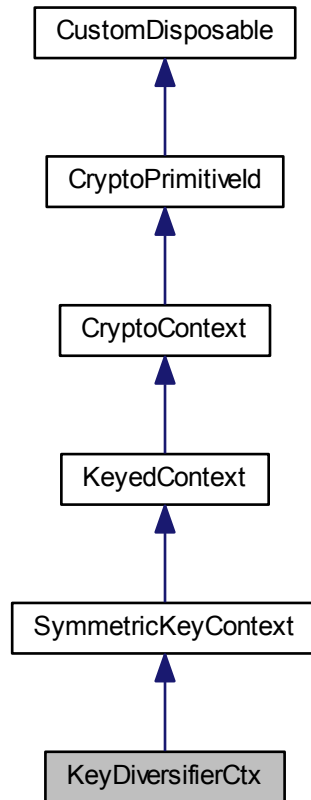 CustomDisposable
CryptoPrimitiveId
CryptoContext
KeyedContext
SymmetricKeyContext
KeyDiversifierCtx